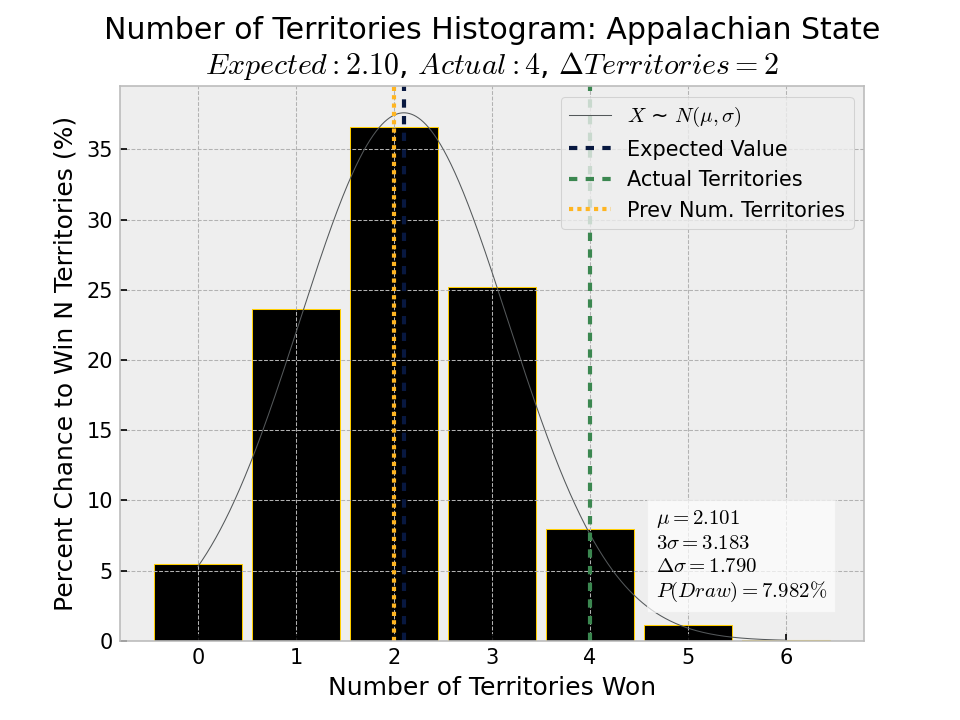 Number of Territories Histogram: Appalachian State
Expected: 2.10, Actual: 4, ΔTerritories = 2
Percent Chance to Win N Territories (%)
35
30
25
20
15
10
5
0
X ~ N(μ, σ)
Expected Value
Actual Territories
Prev Num. Territories
μ = 2.101
3σ = 3.183
Δσ = 1.790
P(Draw) = 7.982%
0 1 2 3 4 5 6
Number of Territories Won